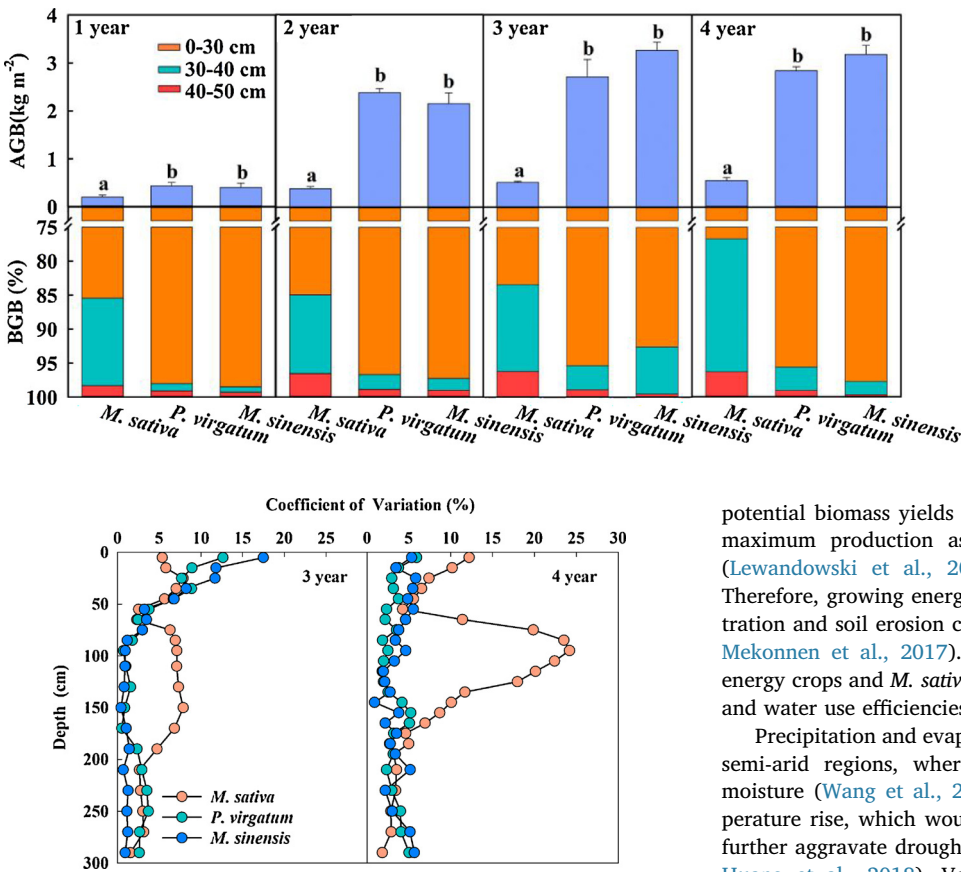 4
3
2
1
0
AGB(kg m-2)
1 year
2 year
3 year
4 year
0-30 cm
30-40 cm
40-50 cm
a
b
b
a
b
b
a
b
b
a
b
b
75
80
85
90
95
100
BGB (%)
M. sativa
P. virgatum
M. sinensis
M. sativa
P. virgatum
M. sinensis
M. sativa
P. virgatum
M. sinensis
M. sativa
P. virgatum
M. sinensis
Coefficient of Variation (%)
0 5 10 15 20 25 0 10 20 30
0
50
100
150
200
250
300
Depth (cm)
3 year
4 year
M. sativa
P. virgatum
M. sinensis
potential biomass yields
maximum production as
(Lewandowski et al., 20
Therefore, growing energ
tration and soil erosion c
Mekonnen et al., 2017).
energy crops and M. sativ
and water use efficiencies
Precipitation and evap
semi-arid regions, wher
moisture (Wang et al., 2
perature rise, which wou
further aggravate drough